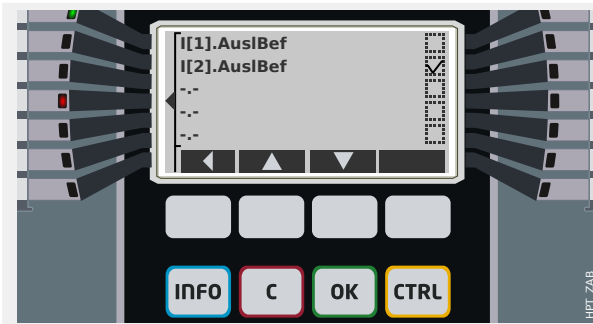 I[1].AuslBef
I[2].AuslBef
-.-
-.-
-.-
INFO
C
OK
CTRL
HPT_ZAB